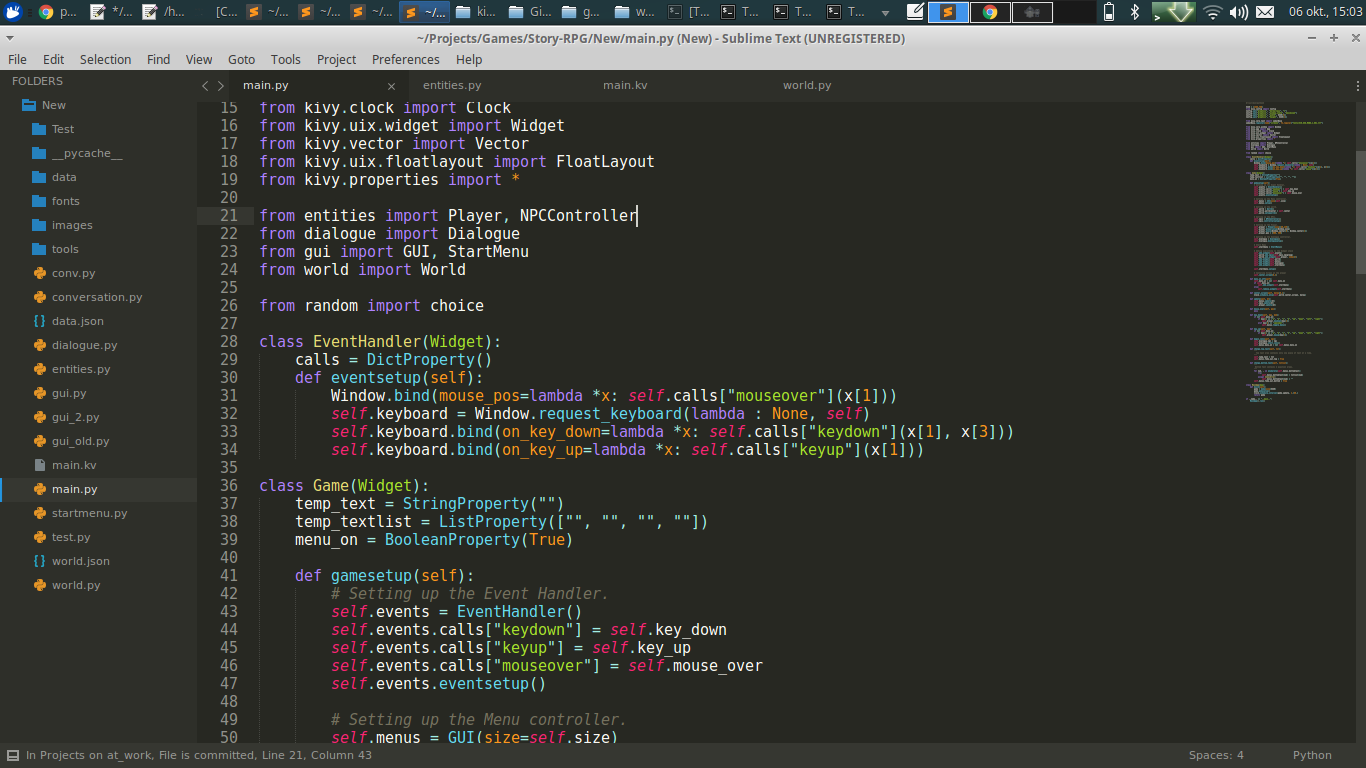 p... */... /h... [C... ~/... ~/... ~/... ~/... ki... Gi... g... w... [T... T... T... T... 06 okt., 15:03
~/Projects/Games/Story-RPG/New/main.py (New) - Sublime Text (UNREGISTERED)
File Edit Selection Find View Goto Tools Project Preferences Help
FOLDERS
New
Test
__pycache__
data
fonts
images
tools
conv.py
conversation.py
data.json
dialogue.py
entities.py
gui.py
gui_2.py
gui_old.py
main.kv
main.py
startmenu.py
test.py
world.json
world.py
main.py entities.py main.kv world.py
15 from kivy.clock import Clock
16 from kivy.uix.widget import Widget
17 from kivy.vector import Vector
18 from kivy.uix.floatlayout import FloatLayout
19 from kivy.properties import *
20
21 from entities import Player, NPCController
22 from dialogue import Dialogue
23 from gui import GUI, StartMenu
24 from world import World
25
26 from random import choice
27
28 class EventHandler(Widget):
29     calls = DictProperty()
30     def eventsetup(self):
31         Window.bind(mouse_pos=lambda *x: self.calls["mouseover"](x[1]))
32         self.keyboard = Window.request_keyboard(lambda : None, self)
33         self.keyboard.bind(on_key_down=lambda *x: self.calls["keydown"](x[1], x[3]))
34         self.keyboard.bind(on_key_up=lambda *x: self.calls["keyup"](x[1]))
35
36 class Game(Widget):
37     temp_text = StringProperty("")
38     temp_textlist = ListProperty(["", "", "", ""])
39     menu_on = BooleanProperty(True)
40
41     def gamesetup(self):
42         # Setting up the Event Handler.
43         self.events = EventHandler()
44         self.events.calls["keydown"] = self.key_down
45         self.events.calls["keyup"] = self.key_up
46         self.events.calls["mouseover"] = self.mouse_over
47         self.events.eventsetup()
48
49         # Setting up the Menu controller.
50         self.menus = GUI(size=self.size)
In Projects on at_work, File is committed, Line 21, Column 43 Spaces: 4 Python